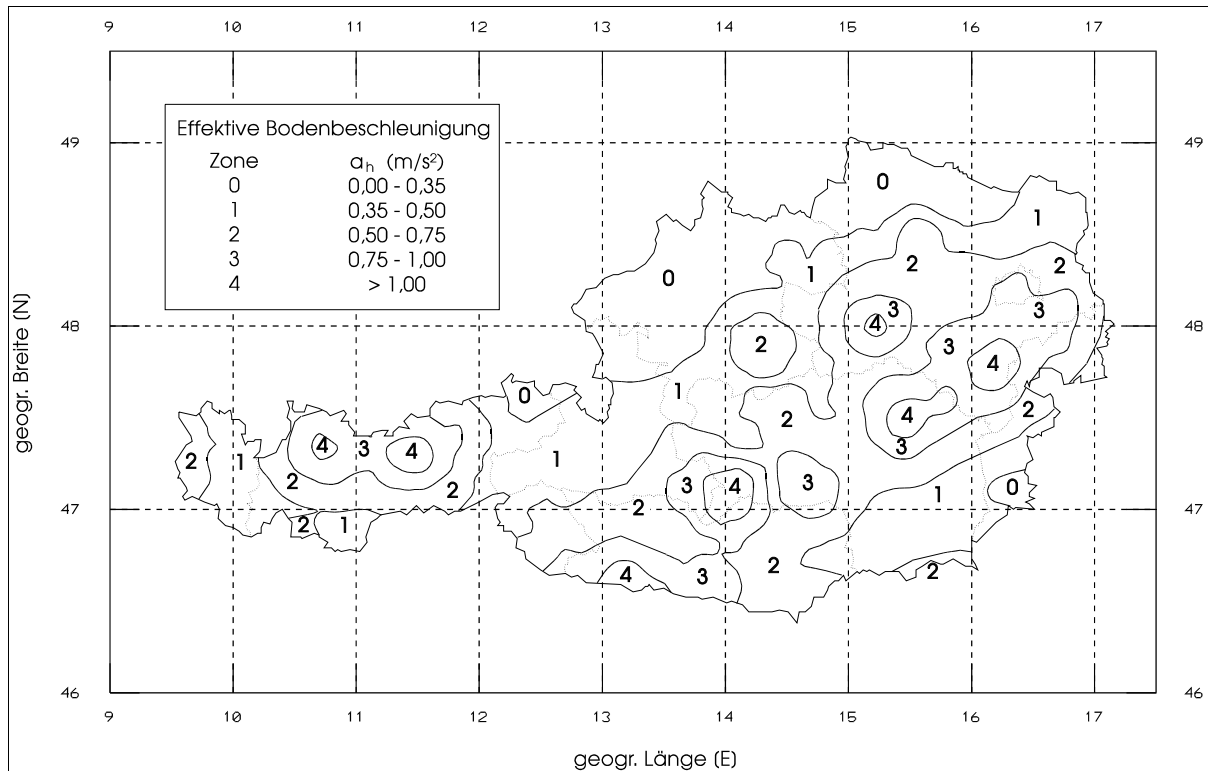 9 10 11 12 13 14 15 16 17
Effektive Bodenbeschleunigung
Zone aₕ (m/s²)
0 0,00 - 0,35
1 0,35 - 0,50
2 0,50 - 0,75
3 0,75 - 1,00
4 > 1,00
49 49
0
1
0 1 2 2
3 3
48 4 48
2 3
4
0 1
2 4 2
4 3 4 3
2 1 1
2 2 3 4 3 1 0
47 47
2 1 2
4 3 2 2
46 46
9 10 11 12 13 14 15 16 17
geogr. Breite (N)
geogr. Länge (E)